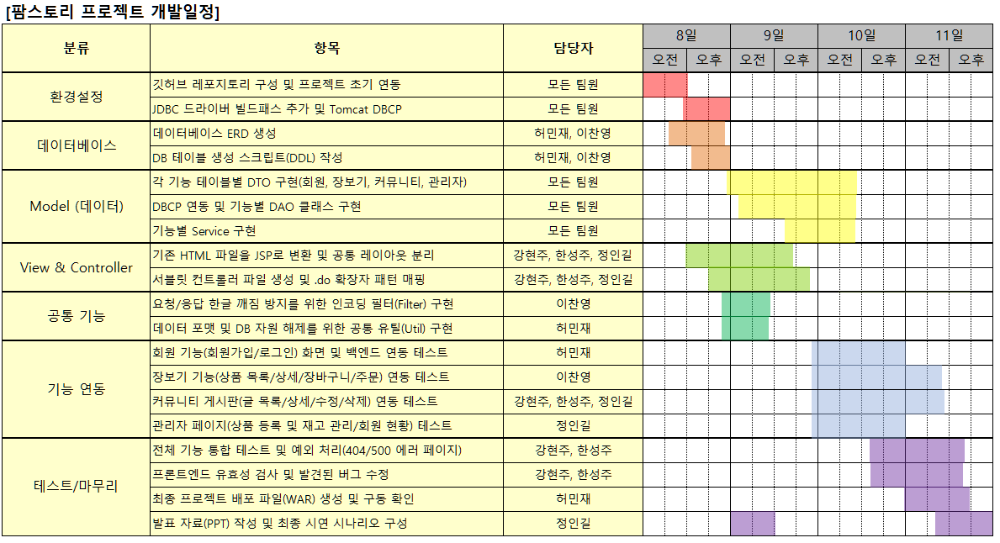 [팜스토리 프로젝트 개발일정]
분류 항목 담당자 8일 9일 10일 11일
오전 오후 오전 오후 오전 오후 오전 오후
환경설정
깃허브 레포지토리 구성 및 프로젝트 초기 연동 모든 팀원
JDBC 드라이버 빌드패스 추가 및 Tomcat DBCP 모든 팀원
데이터베이스
데이터베이스 ERD 생성 허민재, 이찬영
DB 테이블 생성 스크립트(DDL) 작성 허민재, 이찬영
Model (데이터)
각 기능 테이블별 DTO 구현(회원, 장보기, 커뮤니티, 관리자) 모든 팀원
DBCP 연동 및 기능별 DAO 클래스 구현 모든 팀원
기능별 Service 구현 모든 팀원
View & Controller
기존 HTML 파일을 JSP로 변환 및 공통 레이아웃 분리 강현주, 한성주, 정인길
서블릿 컨트롤러 파일 생성 및 .do 확장자 패턴 매핑 강현주, 한성주, 정인길
공통 기능
요청/응답 한글 깨짐 방지를 위한 인코딩 필터(Filter) 구현 이찬영
데이터 포맷 및 DB 자원 해제를 위한 공통 유틸(Util) 구현 허민재
기능 연동
회원 기능(회원가입/로그인) 화면 및 백엔드 연동 테스트 허민재
장보기 기능(상품 목록/상세/장바구니/주문) 연동 테스트 이찬영
커뮤니티 게시판(글 목록/상세/수정/삭제) 연동 테스트 강현주, 한성주, 정인길
관리자 페이지(상품 등록 및 재고 관리/회원 현황) 테스트 정인길
테스트/마무리
전체 기능 통합 테스트 및 예외 처리(404/500 에러 페이지) 강현주, 한성주
프론트엔드 유효성 검사 및 발견된 버그 수정 강현주, 한성주
최종 프로젝트 배포 파일(WAR) 생성 및 구동 확인 허민재
발표 자료(PPT) 작성 및 최종 시연 시나리오 구성 정인길